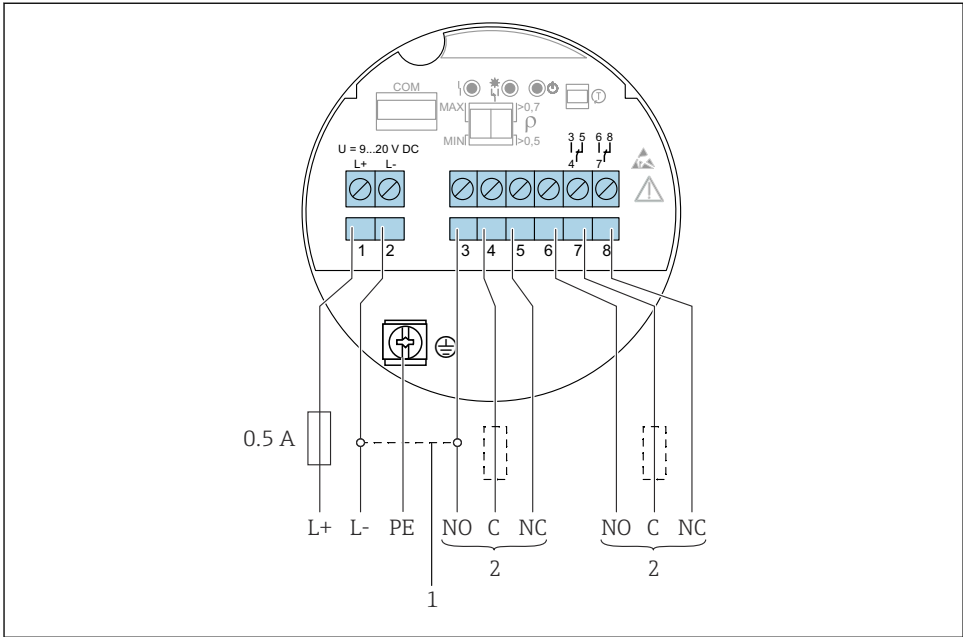 COM
MAX >0,7
ρ
MIN >0,5
T
U = 9...20 V DC
L+ L-
3 5 6 8
4 7
1 2 3 4 5 6 7 8
0.5 A
L+ L- PE NO C NC NO C NC
2 2
1